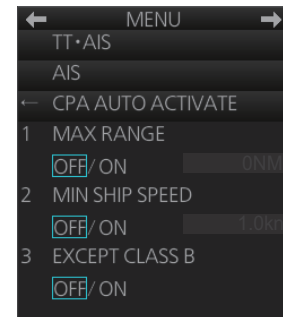 ← MENU →
TT•AIS
AIS
← CPA AUTO ACTIVATE
1 MAX RANGE
OFF/ ON 0NM
2 MIN SHIP SPEED
OFF/ ON 1.0kn
3 EXCEPT CLASS B
OFF/ ON